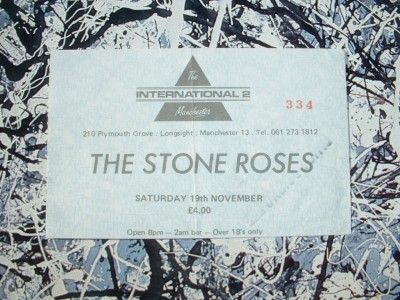 The
INTERNATIONAL 2
Manchester
334
210 Plymouth Grove . Longsight . Manchester 13 . Tel. 061 273 1812
THE STONE ROSES
SATURDAY 19th NOVEMBER
£4.00
Open 8pm — 2am bar — Over 18's only